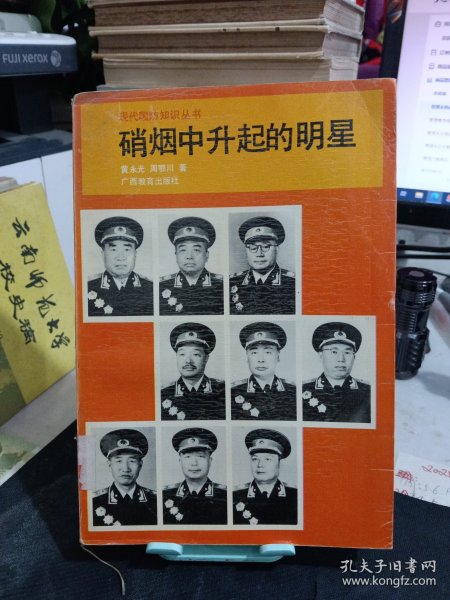 现代国防知识丛书
硝烟中升起的明星
黄永光 周鄂川 著
广西教育出版社
FUJI XEROX
云南师范大学
校史稿
孔夫子旧书网
www.kongfz.com